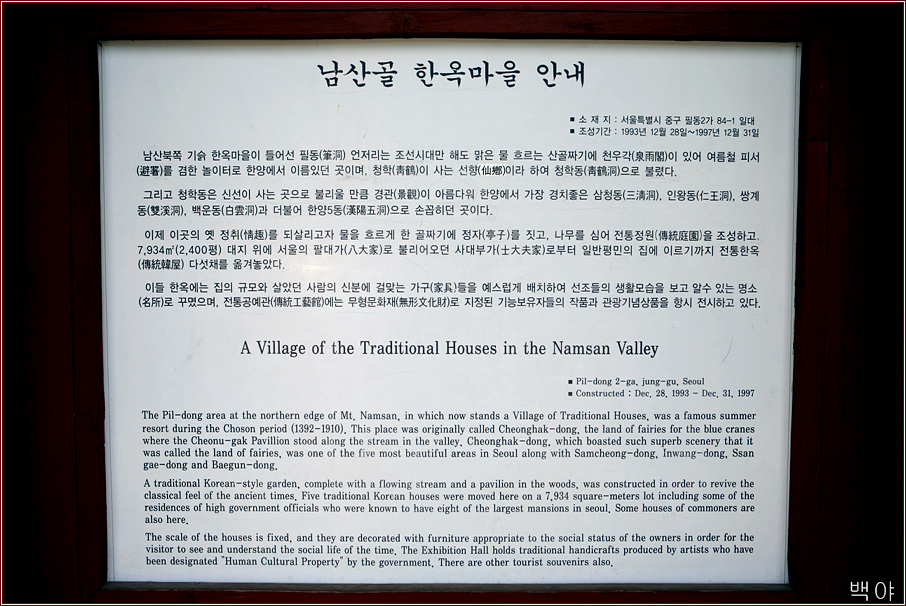 남산골 한옥마을 안내
■ 소 재 지 : 서울특별시 중구 필동2가 84-1 일대
■ 조성기간 : 1993년 12월 28일~1997년 12월 31일
남산북쪽 기슭 한옥마을이 들어선 필동(筆洞) 언저리는 조선시대만 해도 맑은 물 흐르는 산골짜기에 천우각(泉雨閣)이 있어 여름철 피서
(避署)를 겸한 놀이터로 한양에서 이름있던 곳이며, 청학(靑鶴)이 사는 선향(仙鄕)이라 하여 청학동(靑鶴洞)으로 불렸다.
그리고 청학동은 신선이 사는 곳으로 불리울 만큼 경관(景觀)이 아름다워 한양에서 가장 경치좋은 삼청동(三淸洞), 인왕동(仁王洞), 쌍계
동(雙溪洞), 백운동(白雲洞)과 더불어 한양5동(漢陽五洞)으로 손꼽히던 곳이다.
이제 이곳의 옛 정취(情趣)를 되살리고자 물을 흐르게 한 골짜기에 정자(亭子)를 짓고, 나무를 심어 전통정원(傳統庭園)을 조성하고.
7,934㎡(2,400평) 대지 위에 서울의 팔대가(八大家)로 불리어오던 사대부가(士大夫家)로부터 일반평민의 집에 이르기까지 전통한옥
(傳統韓屋) 다섯채를 옮겨놓았다.
이들 한옥에는 집의 규모와 살았던 사람의 신분에 걸맞는 가구(家具)들을 예스럽게 배치하여 선조들의 생활모습을 보고 알수 있는 명소
(名所)로 꾸몄으며, 전통공예관(傳統工藝館)에는 무형문화재(無形文化財)로 지정된 기능보유자들의 작품과 관광기념상품을 항시 전시하고 있다.
A Village of the Traditional Houses in the Namsan Valley
■ Pil-dong 2-ga, jung-gu, Seoul
■ Constructed : Dec. 28, 1993 - Dec. 31, 1997
The Pil-dong area at the northern edge of Mt. Namsan, in which now stands a Village of Traditional Houses, was a famous summer
resort during the Choson period (1392-1910). This place was originally called Cheonghak-dong, the land of fairies for the blue cranes
where the Cheonu-gak Pavillion stood along the stream in the valley. Cheonghak-dong, which boasted such superb scenery that it
was called the land of fairies, was one of the five most beautiful areas in Seoul along with Samcheong-dong, Inwang-dong, Ssan
gae-dong and Baegun-dong.
A traditional Korean-style garden, complete with a flowing stream and a pavilion in the woods, was constructed in order to revive the
classical feel of the ancient times. Five traditional Korean houses were moved here on a 7,934 square-meters lot including some of the
residences of high government officials who were known to have eight of the largest mansions in seoul. Some houses of commoners are
also here.
The scale of the houses is fixed, and they are decorated with furniture appropriate to the social status of the owners in order for the
visitor to see and understand the social life of the time. The Exhibition Hall holds traditional handicrafts produced by artists who have
been designated "Human Cultural Property" by the government. There are other tourist souvenirs also.
백야